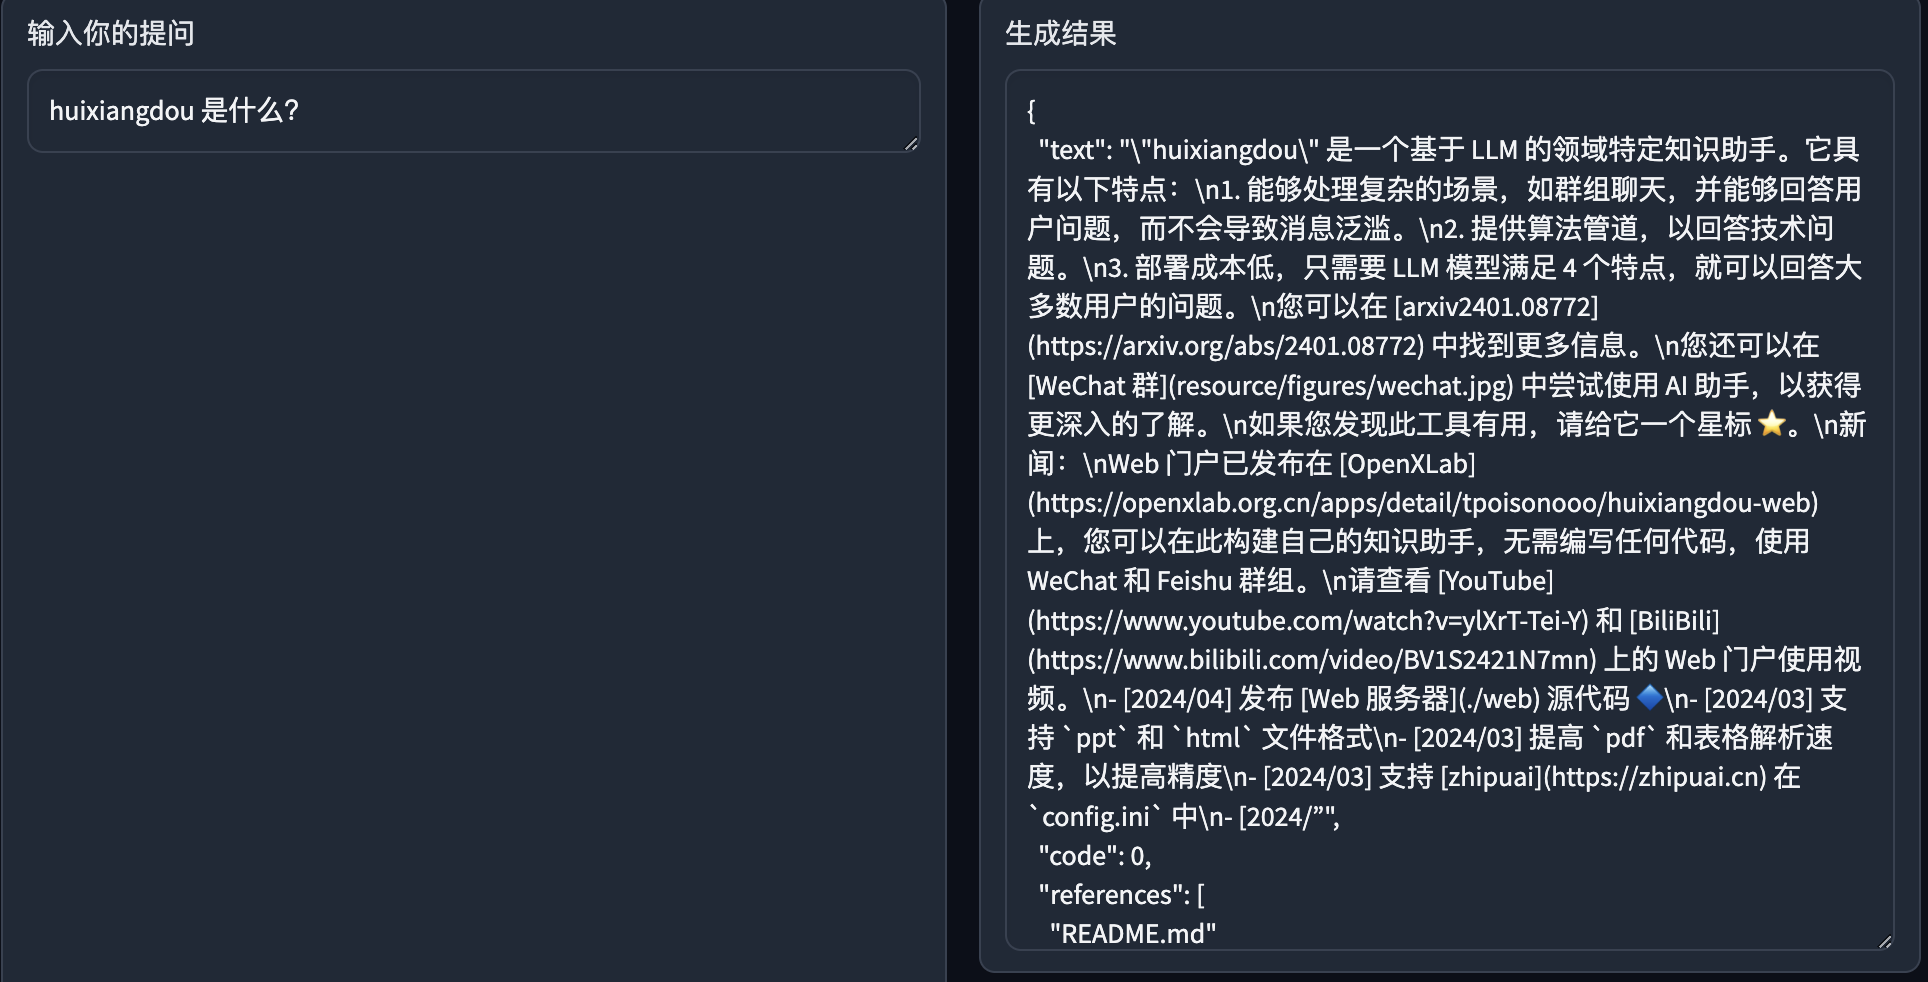 输入你的提问
huixiangdou 是什么?
生成结果
{
"text": "\"huixiangdou\" 是一个基于 LLM 的领域特定知识助手。它具
有以下特点：\n1. 能够处理复杂的场景，如群组聊天，并能够回答用
户问题，而不会导致消息泛滥。\n2. 提供算法管道，以回答技术问
题。\n3. 部署成本低，只需要 LLM 模型满足 4 个特点，就可以回答大
多数用户的问题。\n您可以在 [arxiv2401.08772]
(https://arxiv.org/abs/2401.08772) 中找到更多信息。\n您还可以在
[WeChat 群](resource/figures/wechat.jpg) 中尝试使用 AI 助手，以获得
更深入的了解。\n如果您发现此工具有用，请给它一个星标 ⭐。\n新
闻：\nWeb 门户已发布在 [OpenXLab]
(https://openxlab.org.cn/apps/detail/tpoisonooo/huixiangdou-web)
上，您可以在此构建自己的知识助手，无需编写任何代码，使用
WeChat 和 Feishu 群组。\n请查看 [YouTube]
(https://www.youtube.com/watch?v=ylXrT-Tei-Y) 和 [BiliBili]
(https://www.bilibili.com/video/BV1S2421N7mn) 上的 Web 门户使用视
频。\n- [2024/04] 发布 [Web 服务器](./web) 源代码 🔷\n- [2024/03] 支
持 `ppt` 和 `html` 文件格式\n- [2024/03] 提高 `pdf` 和表格解析速
度，以提高精度\n- [2024/03] 支持 [zhipuai](https://zhipuai.cn) 在
`config.ini` 中\n- [2024/”",
"code": 0,
"references": [
"README.md"